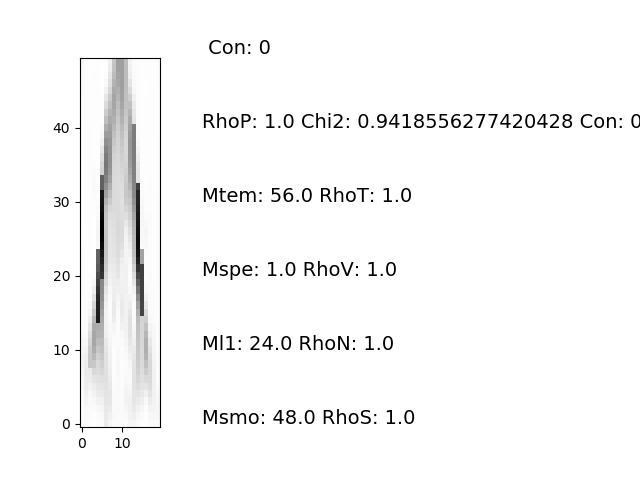 Con: 0
RhoP: 1.0 Chi2: 0.9418556277420428 Con: 0
Mtem: 56.0 RhoT: 1.0
Mspe: 1.0 RhoV: 1.0
Ml1: 24.0 RhoN: 1.0
Msmo: 48.0 RhoS: 1.0
40
30
20
10
0
0 10